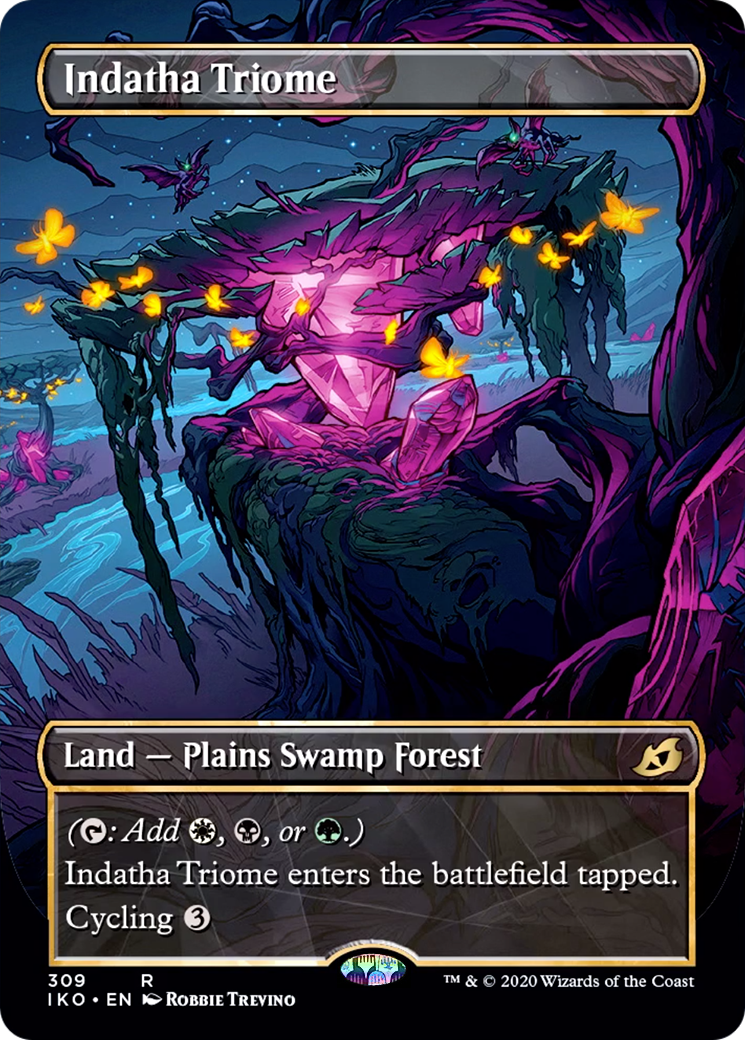 Indatha Triome
Land — Plains Swamp Forest
(: Add , , or .)
Indatha Triome enters the battlefield tapped.
Cycling 3
309 R
IKO • EN Robbie Trevino
™ & © 2020 Wizards of the Coast